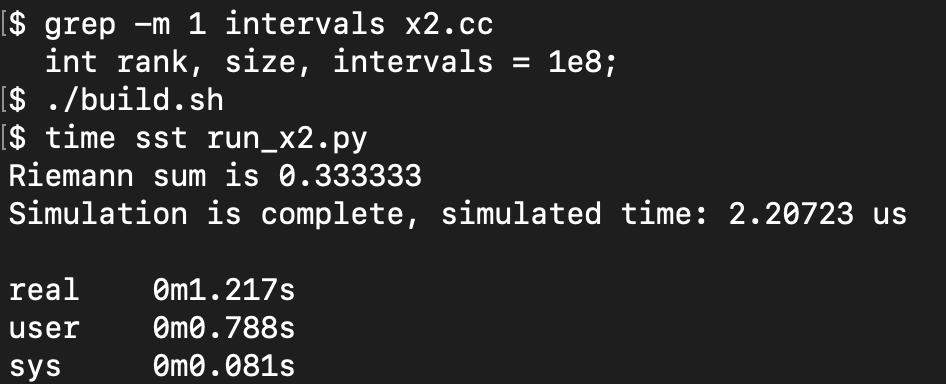 [$ grep -m 1 intervals x2.cc
  int rank, size, intervals = 1e8;
[$ ./build.sh
[$ time sst run_x2.py
Riemann sum is 0.333333
Simulation is complete, simulated time: 2.20723 us
real 0m1.217s
user 0m0.788s
sys 0m0.081s